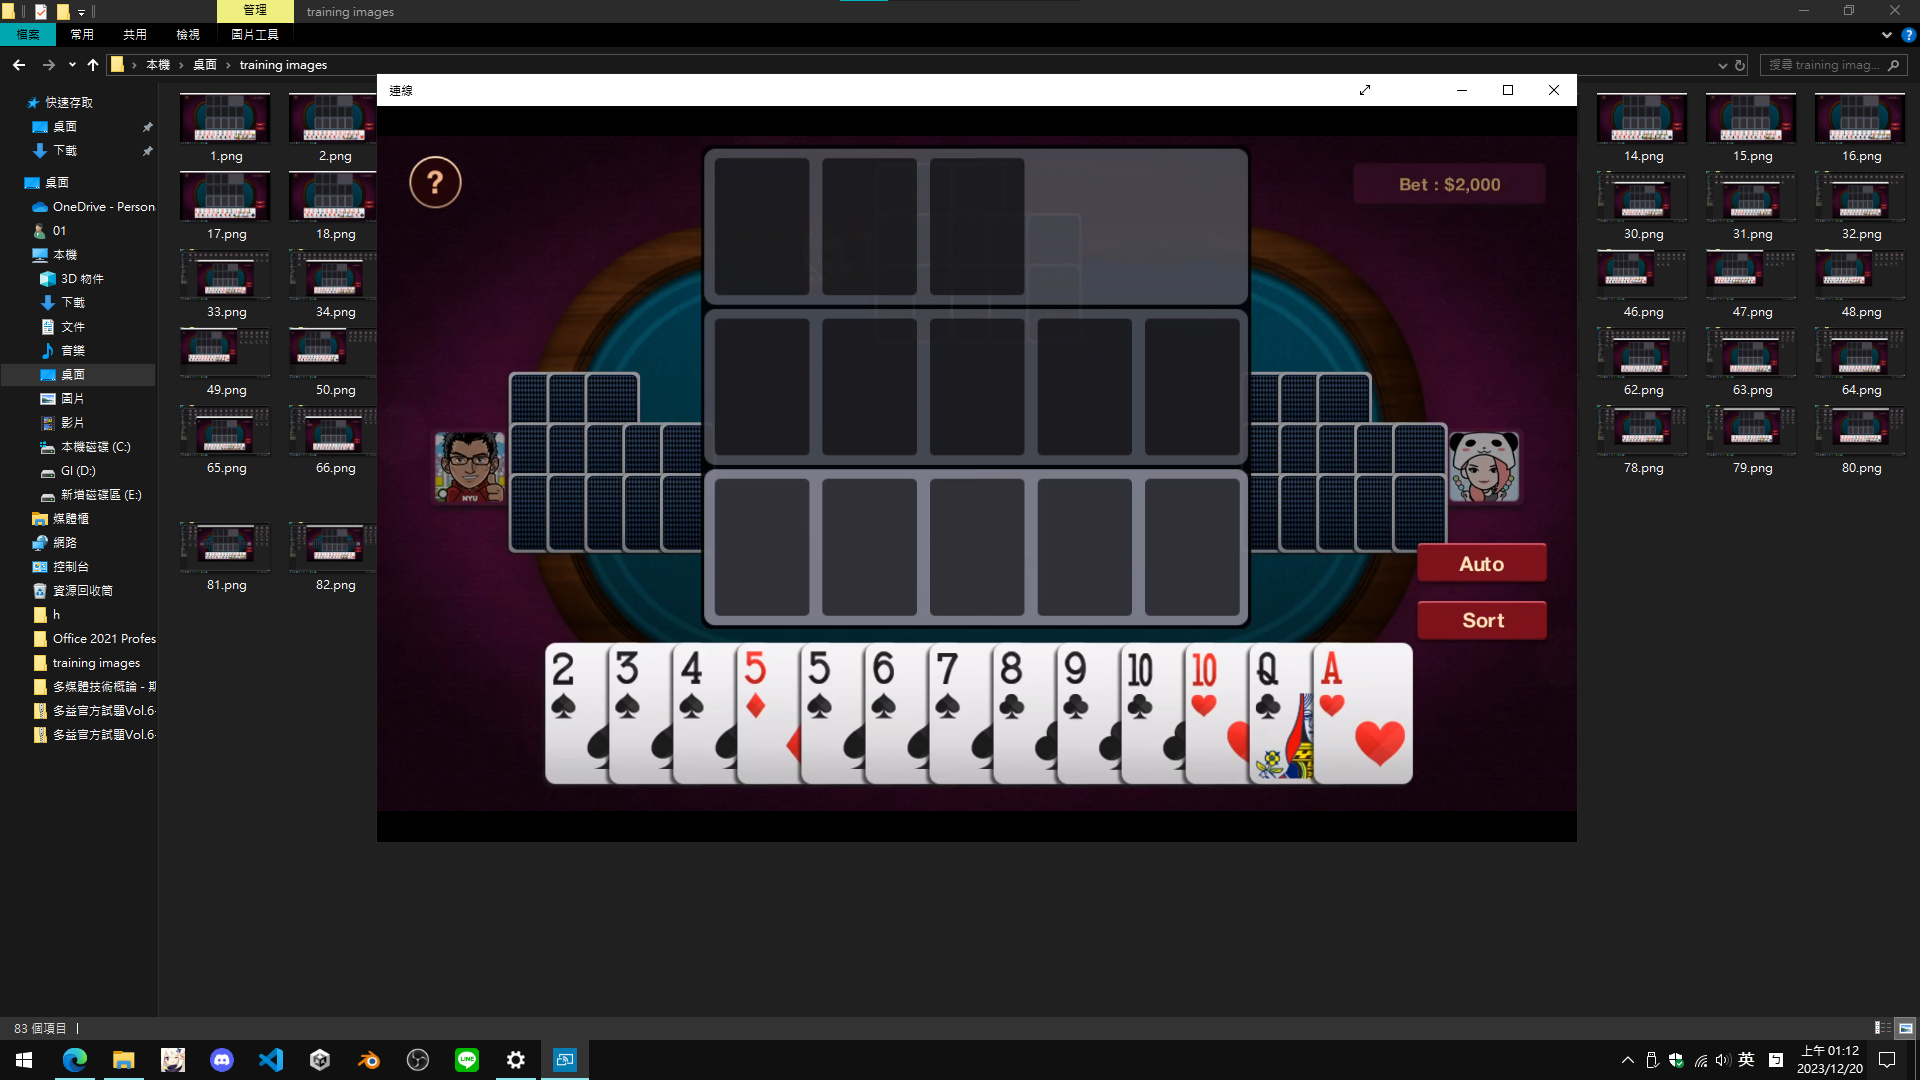 管理
training images
檔案
常用
共用
檢視
圖片工具
本機
桌面
training images
搜尋 training imag...
快速存取
桌面
下載
桌面
OneDrive - Person
01
本機
3D 物件
下載
文件
音樂
桌面
圖片
影片
本機磁碟 (C:)
GI (D:)
新增磁碟區 (E:)
媒體櫃
網路
控制台
資源回收筒
h
Office 2021 Profes
training images
多媒體技術概論 - 期
多益官方試題Vol.6-
多益官方試題Vol.6-
1.png
2.png
14.png
15.png
16.png
17.png
18.png
30.png
31.png
32.png
33.png
34.png
46.png
47.png
48.png
49.png
50.png
62.png
63.png
64.png
65.png
66.png
78.png
79.png
80.png
81.png
82.png
連線
?
Bet : $2,000
NYU
Auto
Sort
2
3
4
5
5
6
7
8
9
10
10
Q
A
83 個項目
LINE
英
上午 01:12
2023/12/20